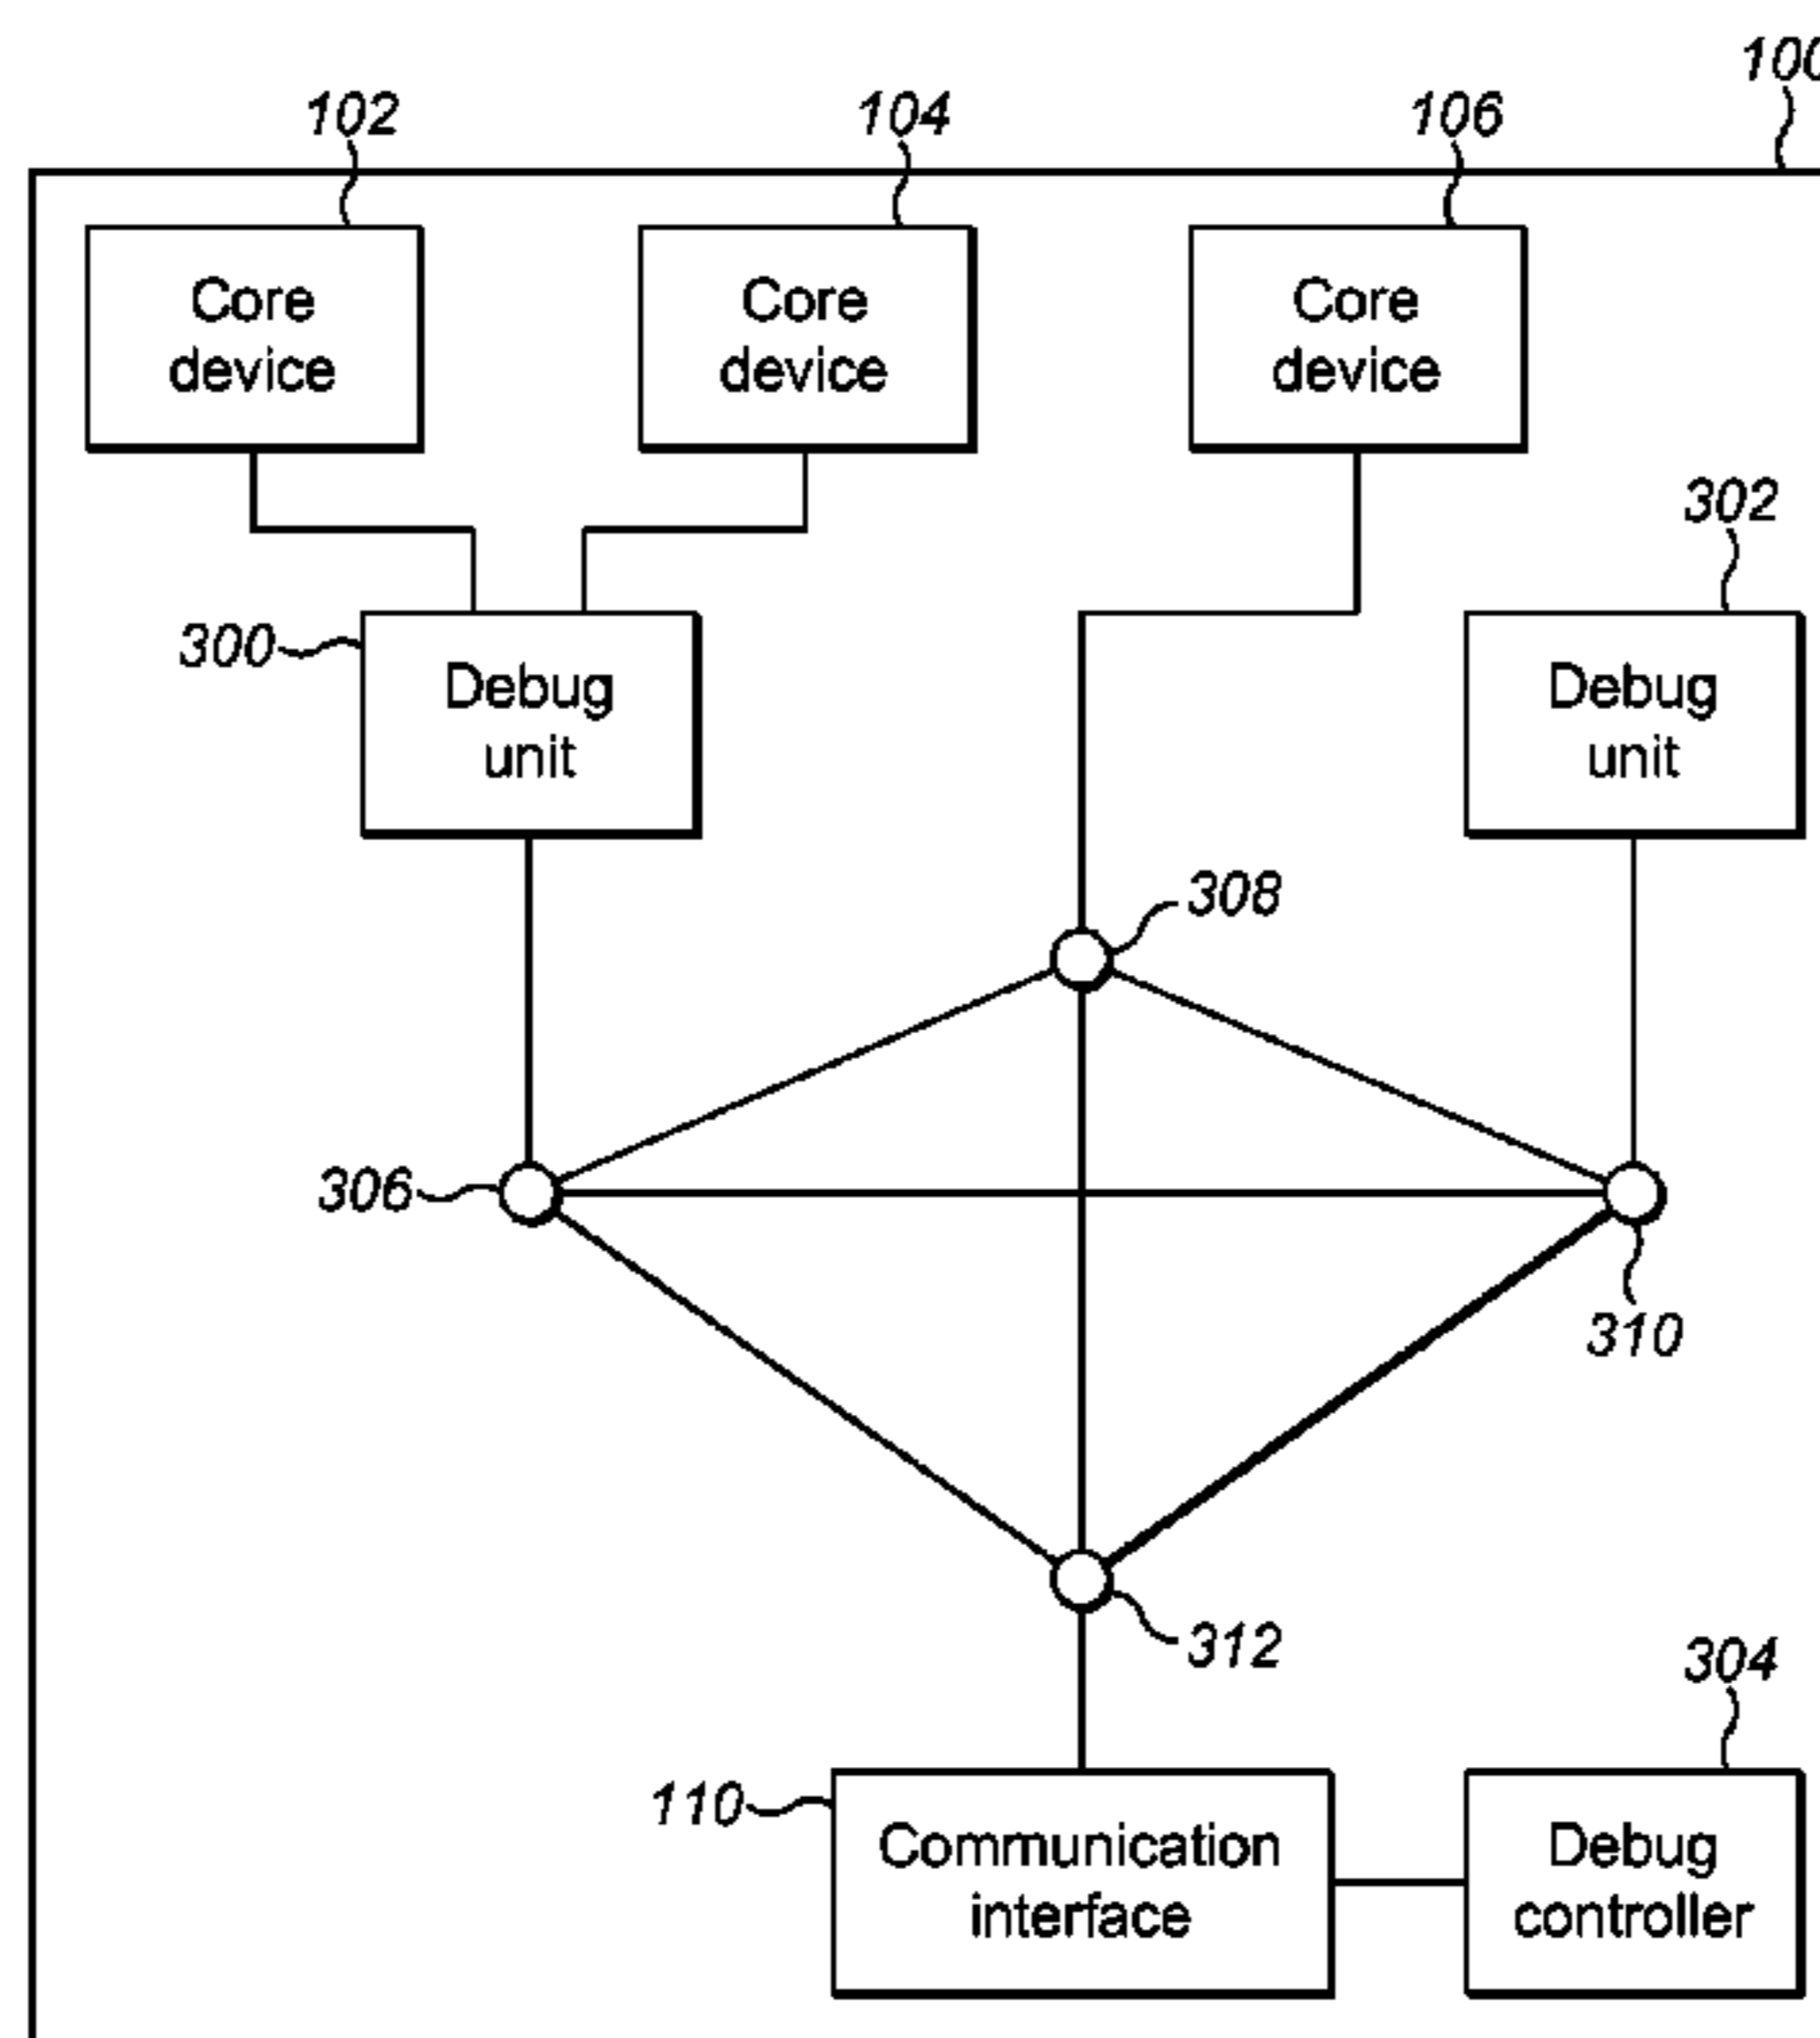 100
102
104
106
Core
device
Core
device
Core
device
302
300
Debug
unit
Debug
unit
308
306
310
312
304
110
Communication
interface
Debug
controller